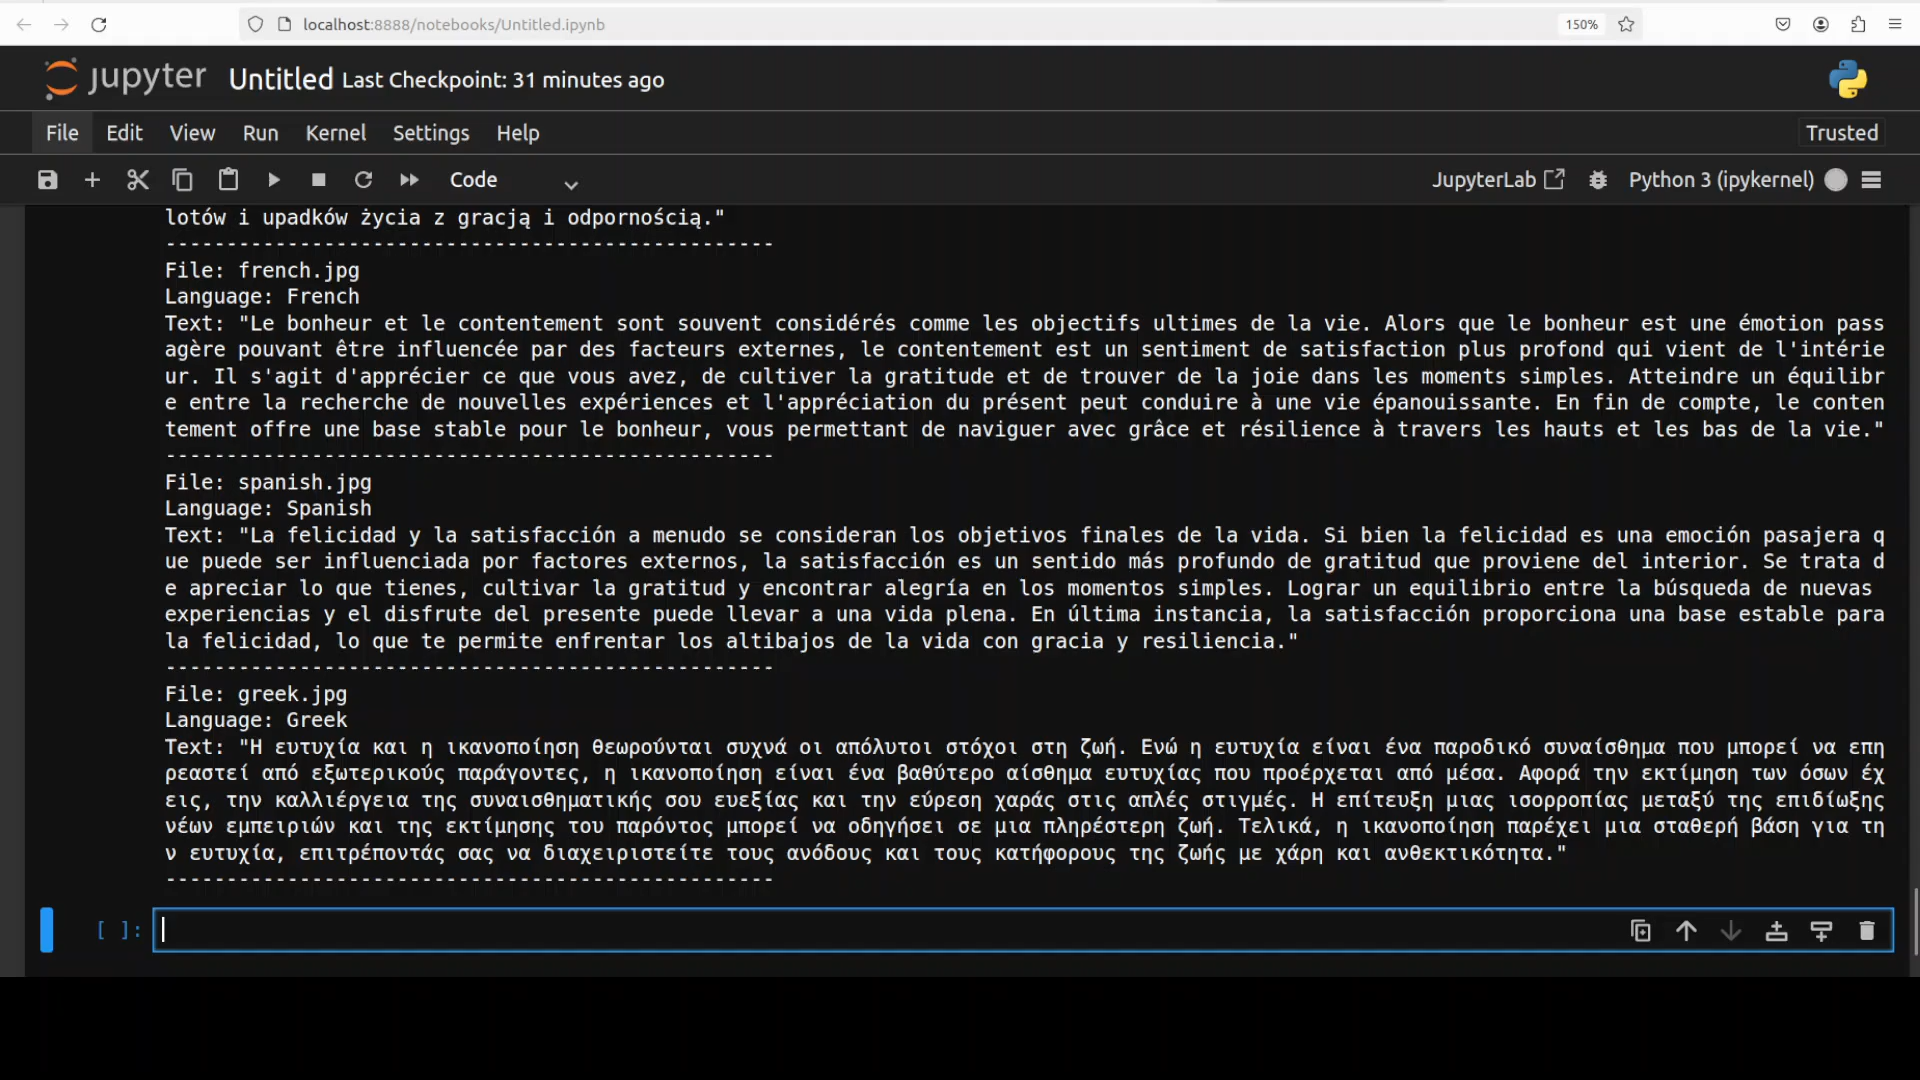 localhost:8888/notebooks/Untitled.ipynb
150%
jupyter Untitled Last Checkpoint: 31 minutes ago
File Edit View Run Kernel Settings Help Trusted
Code JupyterLab Python 3 (ipykernel)
lotów i upadków życia z gracją i odpornością."
--------------------------------------------------
File: french.jpg
Language: French
Text: "Le bonheur et le contentement sont souvent considérés comme les objectifs ultimes de la vie. Alors que le bonheur est une émotion pass
agère pouvant être influencée par des facteurs externes, le contentement est un sentiment de satisfaction plus profond qui vient de l'intérie
ur. Il s'agit d'apprécier ce que vous avez, de cultiver la gratitude et de trouver de la joie dans les moments simples. Atteindre un équilibr
e entre la recherche de nouvelles expériences et l'appréciation du présent peut conduire à une vie épanouissante. En fin de compte, le conten
tement offre une base stable pour le bonheur, vous permettant de naviguer avec grâce et résilience à travers les hauts et les bas de la vie."
--------------------------------------------------
File: spanish.jpg
Language: Spanish
Text: "La felicidad y la satisfacción a menudo se consideran los objetivos finales de la vida. Si bien la felicidad es una emoción pasajera q
ue puede ser influenciada por factores externos, la satisfacción es un sentido más profundo de gratitud que proviene del interior. Se trata d
e apreciar lo que tienes, cultivar la gratitud y encontrar alegría en los momentos simples. Lograr un equilibrio entre la búsqueda de nuevas
experiencias y el disfrute del presente puede llevar a una vida plena. En última instancia, la satisfacción proporciona una base estable para
la felicidad, lo que te permite enfrentar los altibajos de la vida con gracia y resiliencia."
--------------------------------------------------
File: greek.jpg
Language: Greek
Text: "Η ευτυχία και η ικανοποίηση θεωρούνται συχνά οι απόλυτοι στόχοι στη ζωή. Ενώ η ευτυχία είναι ένα παροδικό συναίσθημα που μπορεί να επη
ρεαστεί από εξωτερικούς παράγοντες, η ικανοποίηση είναι ένα βαθύτερο αίσθημα ευτυχίας που προέρχεται από μέσα. Αφορά την εκτίμηση των όσων έχ
εις, την καλλιέργεια της συναισθηματικής σου ευεξίας και την εύρεση χαράς στις απλές στιγμές. Η επίτευξη μιας ισορροπίας μεταξύ της επιδίωξης
νέων εμπειριών και της εκτίμησης του παρόντος μπορεί να οδηγήσει σε μια πληρέστερη ζωή. Τελικά, η ικανοποίηση παρέχει μια σταθερή βάση για τη
ν ευτυχία, επιτρέποντάς σας να διαχειριστείτε τους ανόδους και τους κατήφορους της ζωής με χάρη και ανθεκτικότητα."
--------------------------------------------------
[ ]: